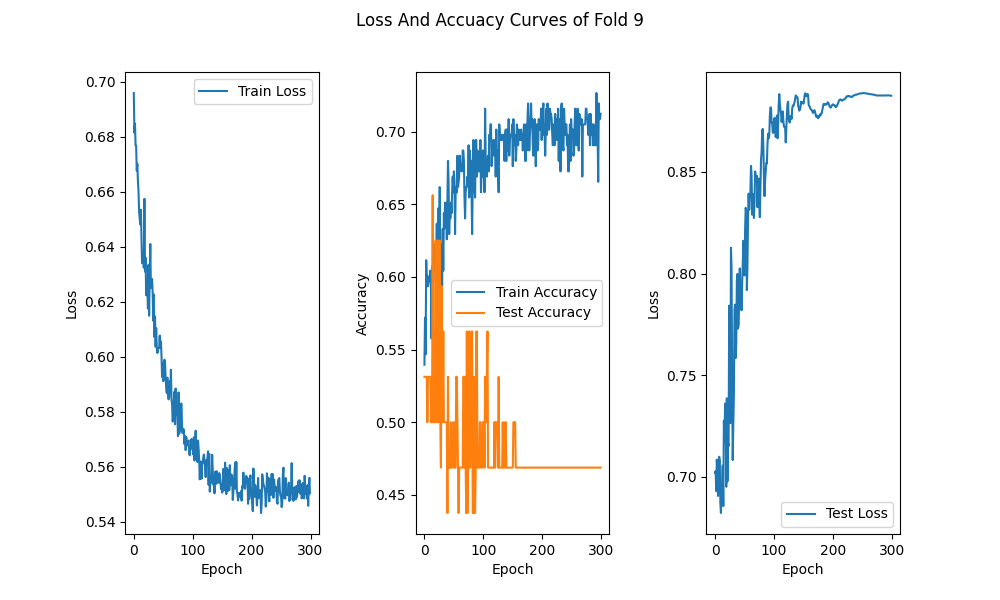 Loss And Accuacy Curves of Fold 9
0.70
0.68
0.66
0.64
0.62
0.60
0.58
0.56
0.54
Loss
0
100
200
300
Epoch
Train Loss
0.70
0.65
0.60
0.55
0.50
0.45
Accuracy
0
100
200
300
Epoch
Train Accuracy
Test Accuracy
0.85
0.80
0.75
0.70
Loss
0
100
200
300
Epoch
Test Loss